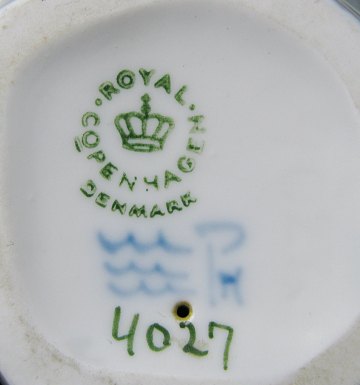 ROYAL
COPENHAGEN
DENMARK
4027